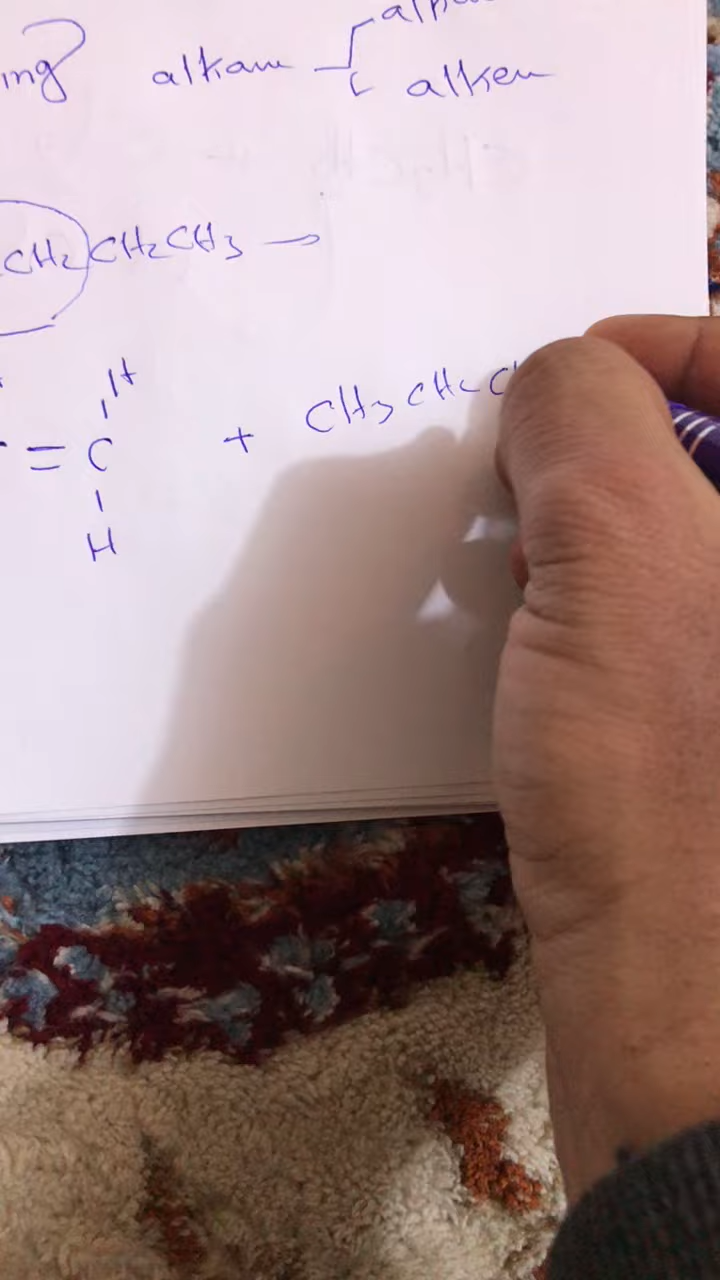 ing? alkane alken
CH₂CH₂CH₃ →
H
= C + CH₃CH₂C
H